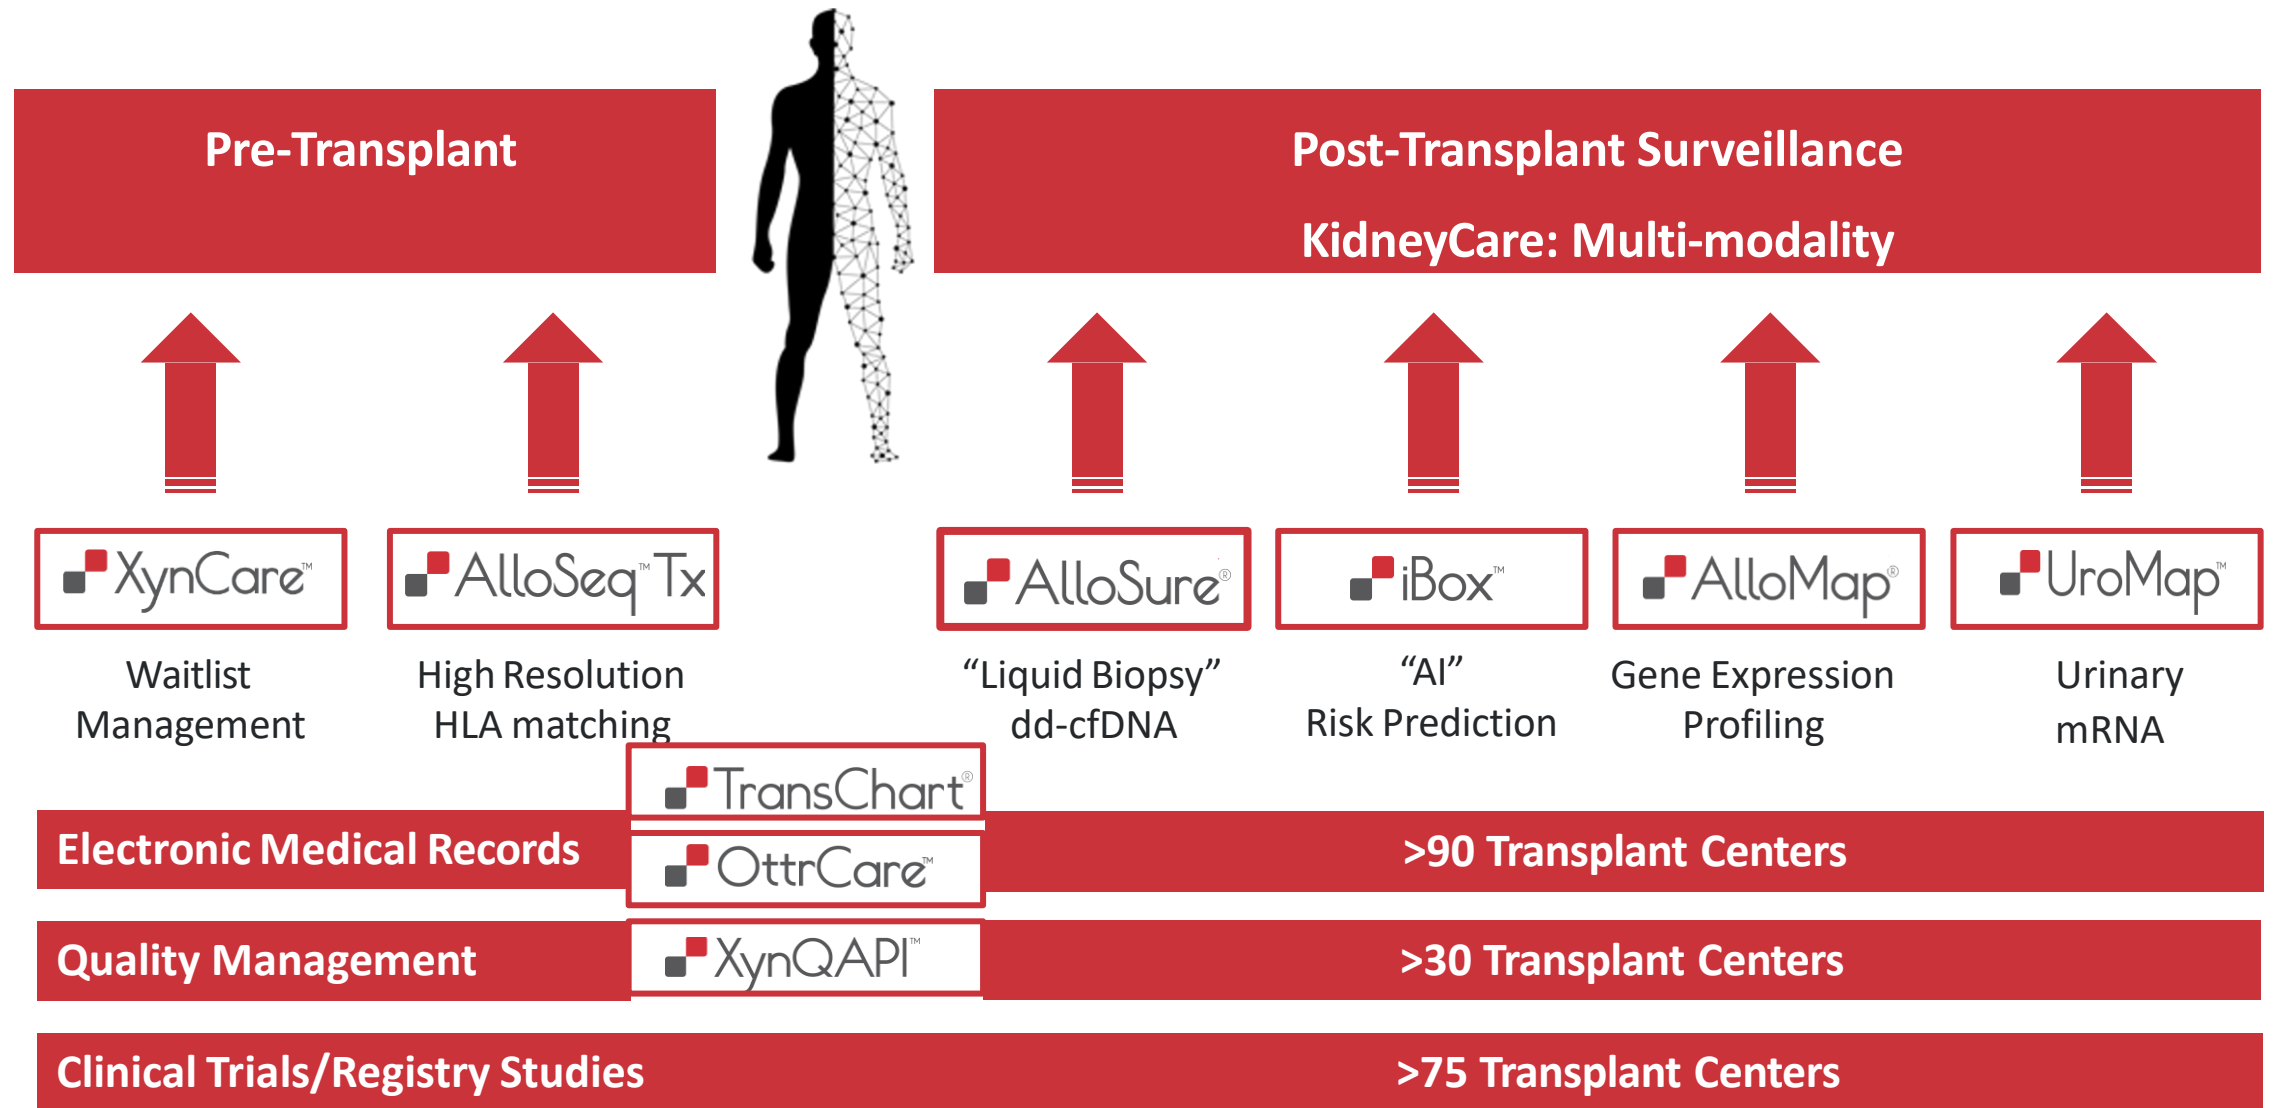 Pre-Transplant
Post-Transplant Surveillance
KidneyCare: Multi-modality
XynCare™
AlloSeq™ Tx
AlloSure®
iBox™
AlloMap®
UroMap™
Waitlist
Management
High Resolution
HLA matching
“Liquid Biopsy”
dd-cfDNA
“AI”
Risk Prediction
Gene Expression
Profiling
Urinary
mRNA
TransChart®
Electronic Medical Records
OttrCare™
>90 Transplant Centers
Quality Management
XynQAPI™
>30 Transplant Centers
Clinical Trials/Registry Studies
>75 Transplant Centers